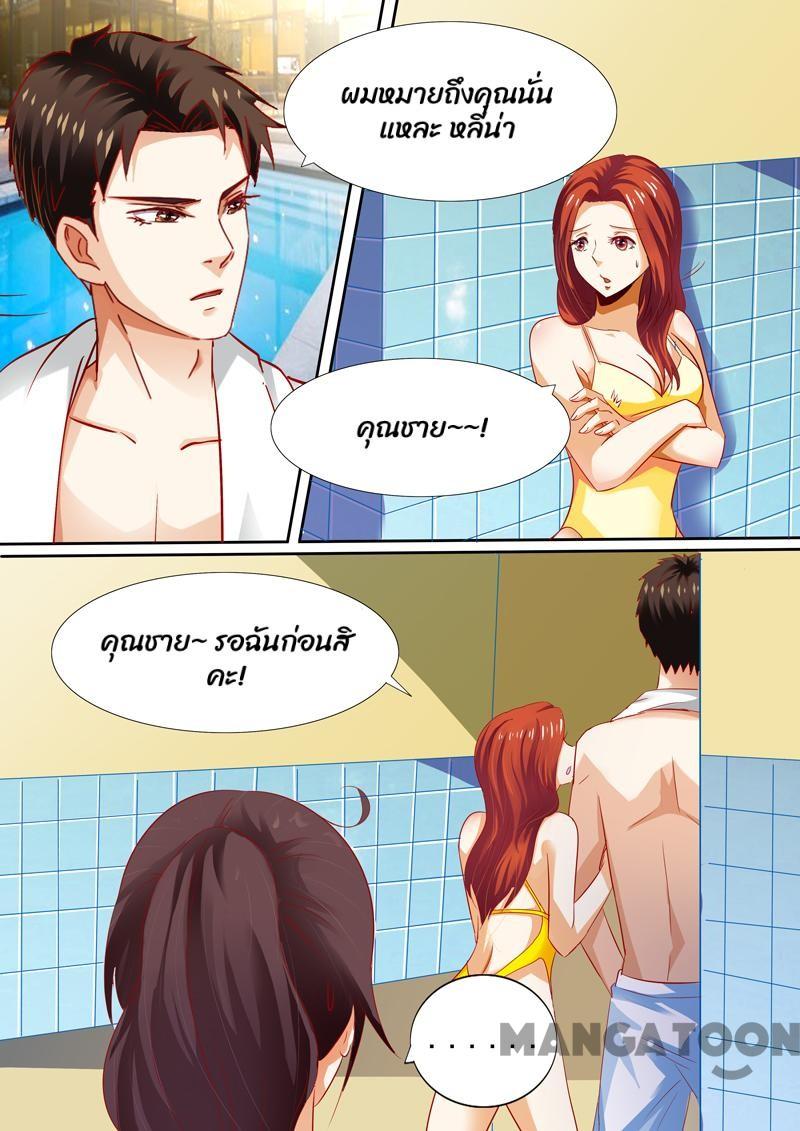 ผมหมายถึงคุณนั่น
แหละ หลีน่า
คุณชาย~~!
คุณชาย~ รอฉันก่อนสิ
คะ!
.......
MANGATOON